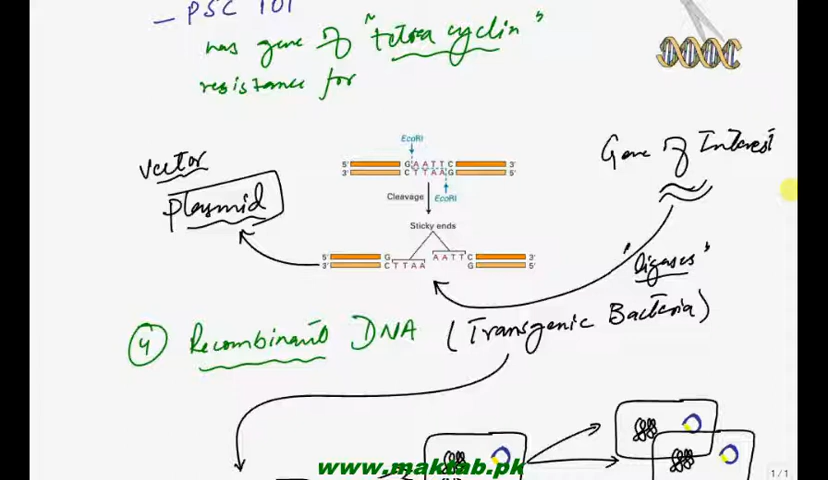 – PSC 101
has gene of "tetra cyclin"
resistance for
Gene of Interest
vector
plasmid
EcoRI
5' G A A T T C 3'
3' C T T A A G 5'
Cleavage EcoRI
Sticky ends
5' G A A T T C 3'
3' C T T A A G 5'
"ligases"
4 Recombinant DNA (Transgenic Bacteria)
www.maktab.pk
1/1